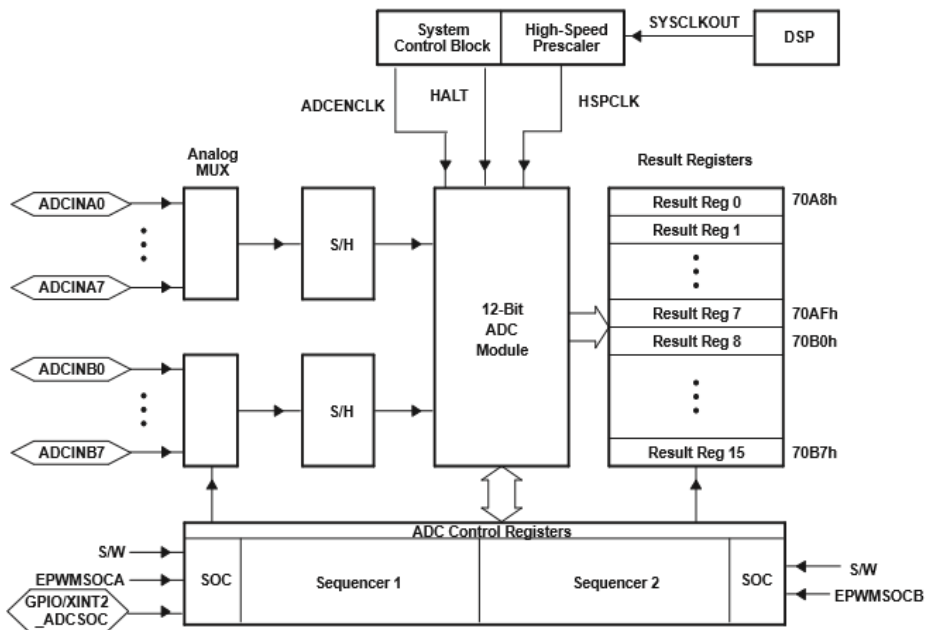 System
Control Block
High-Speed
Prescaler
SYSCLKOUT
DSP
ADCENCLK
HALT
HSPCLK
Analog
MUX
Result Registers
ADCINA0
ADCINA7
S/H
12-Bit
ADC
Module
Result Reg 0
70A8h
Result Reg 1
Result Reg 7
70AFh
Result Reg 8
70B0h
ADCINB0
ADCINB7
S/H
Result Reg 15
70B7h
ADC Control Registers
S/W
EPWMSOCA
GPIO/XINT2
_ADCSOC
SOC
Sequencer 1
Sequencer 2
SOC
S/W
EPWMSOCB